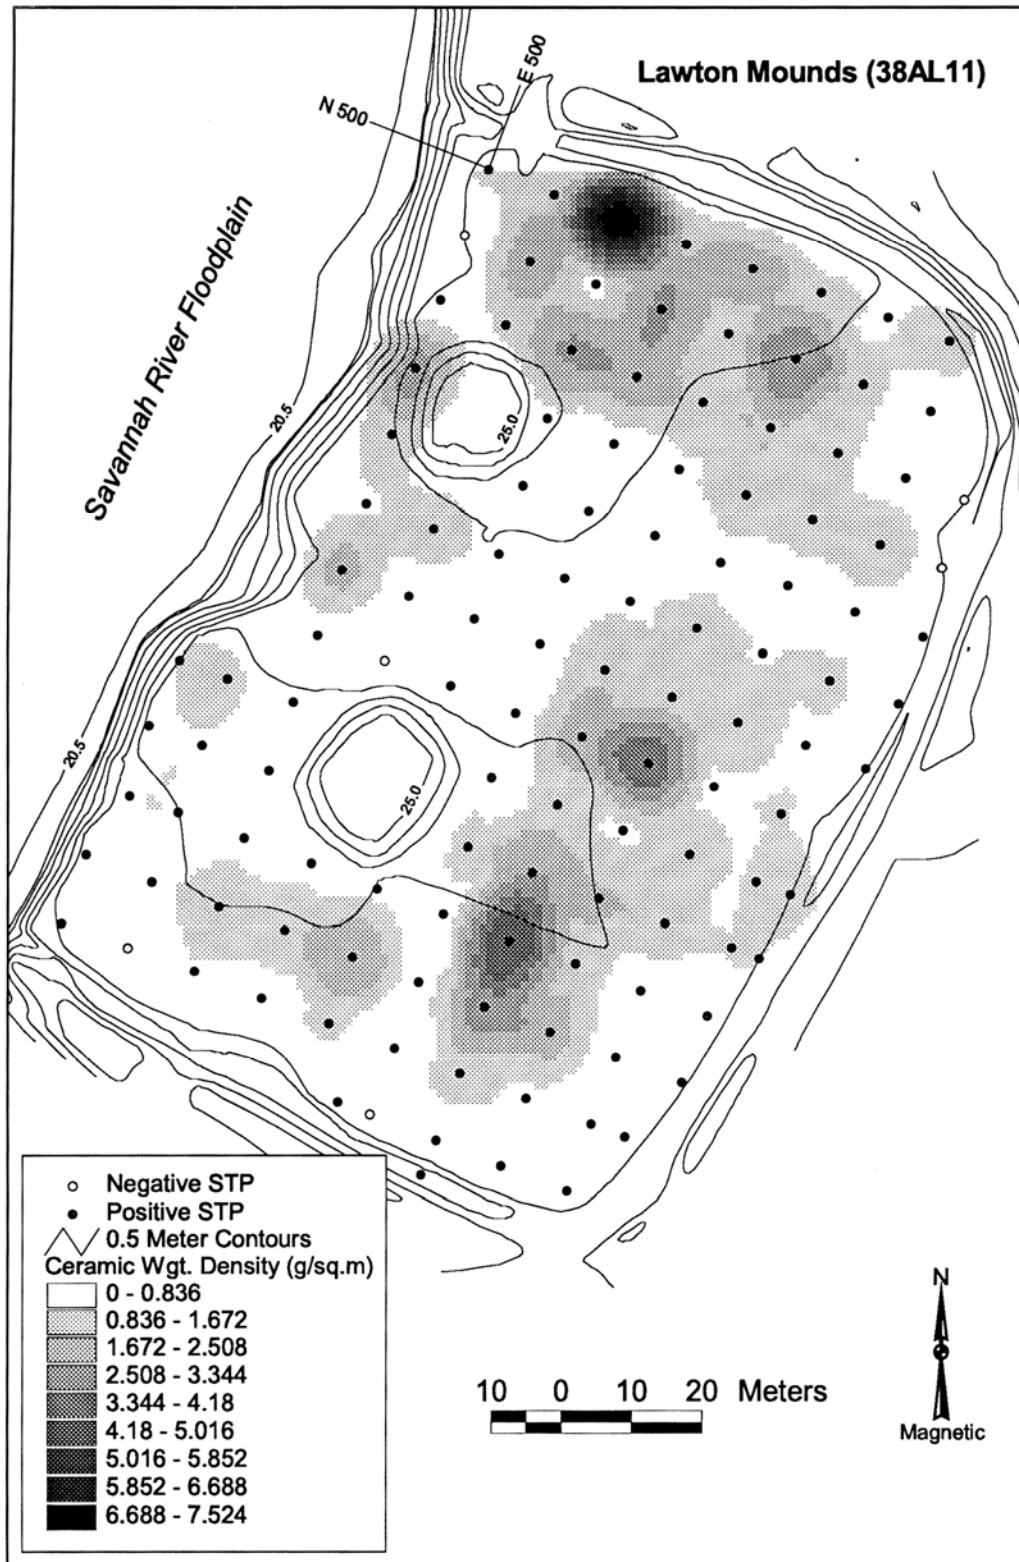 Lawton Mounds (38AL11)
E 500
N 500
Savannah River Floodplain
20.5
25.0
20.5
25.0
Negative STP
Positive STP
0.5 Meter Contours
Ceramic Wgt. Density (g/sq.m)
0 - 0.836
0.836 - 1.672
1.672 - 2.508
2.508 - 3.344
3.344 - 4.18
4.18 - 5.016
5.016 - 5.852
5.852 - 6.688
6.688 - 7.524
10 0 10 20 Meters
N
Magnetic